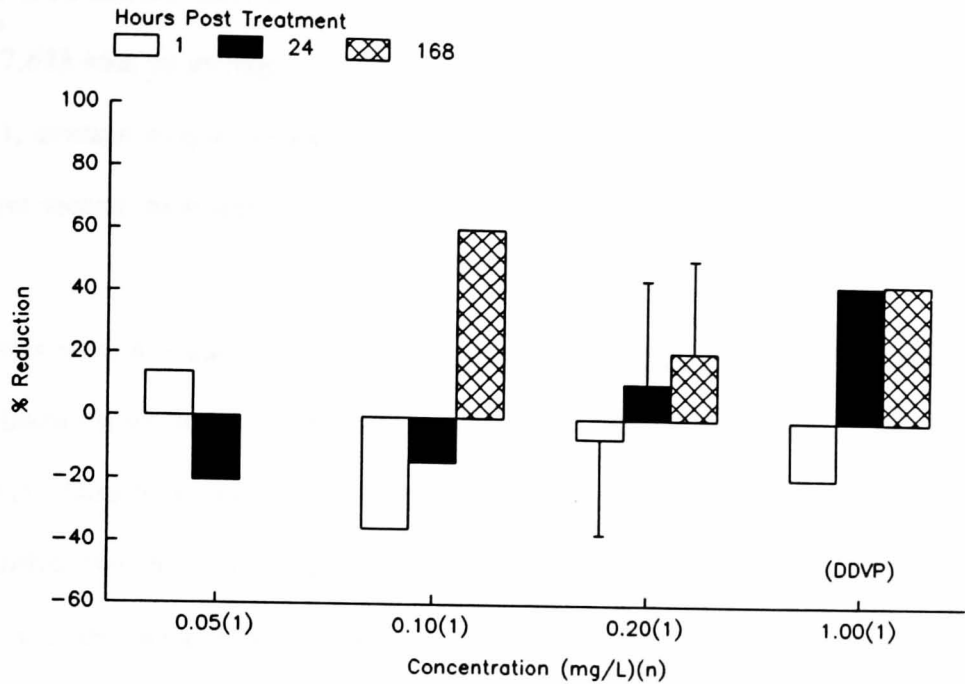 Hours Post Treatment
1 24 168
100
80
60
40
20
0
-20
-40
-60
% Reduction
(DDVP)
0.05(1) 0.10(1) 0.20(1) 1.00(1)
Concentration (mg/L)(n)